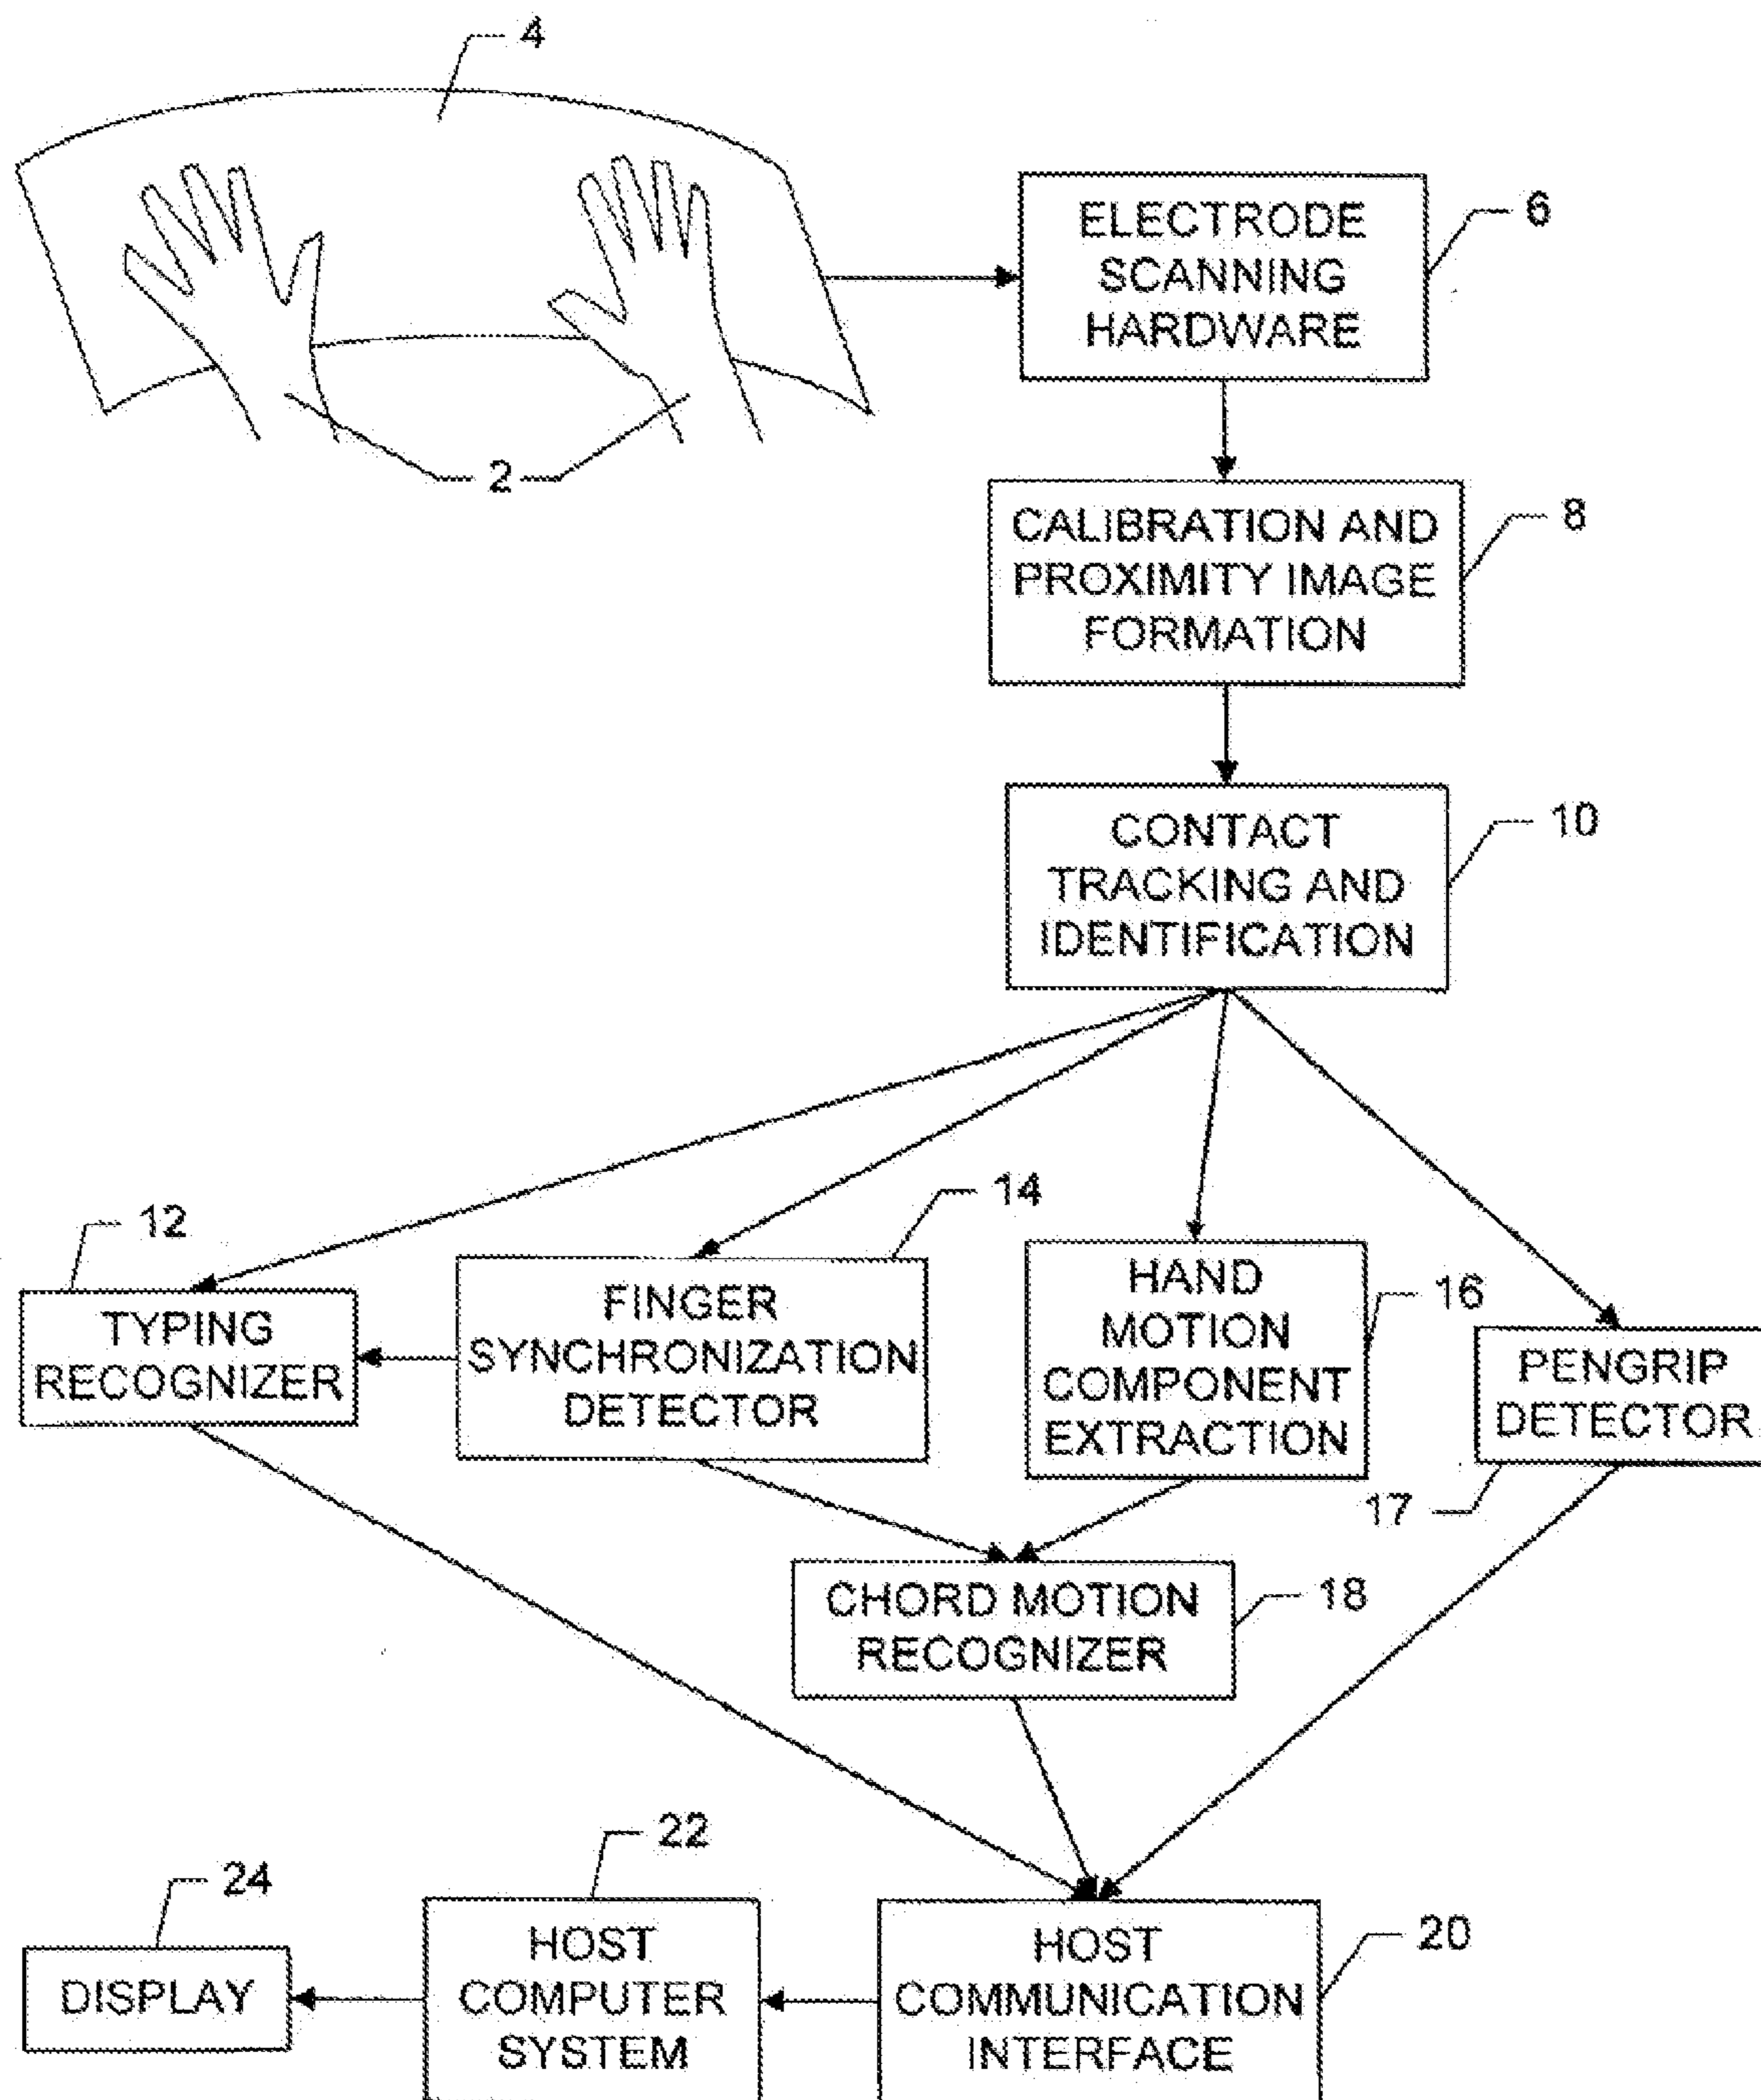 4
ELECTRODE
SCANNING
HARDWARE
6
2
CALIBRATION AND
PROXIMITY IMAGE
FORMATION
8
CONTACT
TRACKING AND
IDENTIFICATION
10
12
TYPING
RECOGNIZER
14
FINGER
SYNCHRONIZATION
DETECTOR
HAND
MOTION
COMPONENT
EXTRACTION
16
PENGRIP
DETECTOR
17
CHORD MOTION
RECOGNIZER
18
24
DISPLAY
22
HOST
COMPUTER
SYSTEM
HOST
COMMUNICATION
INTERFACE
20